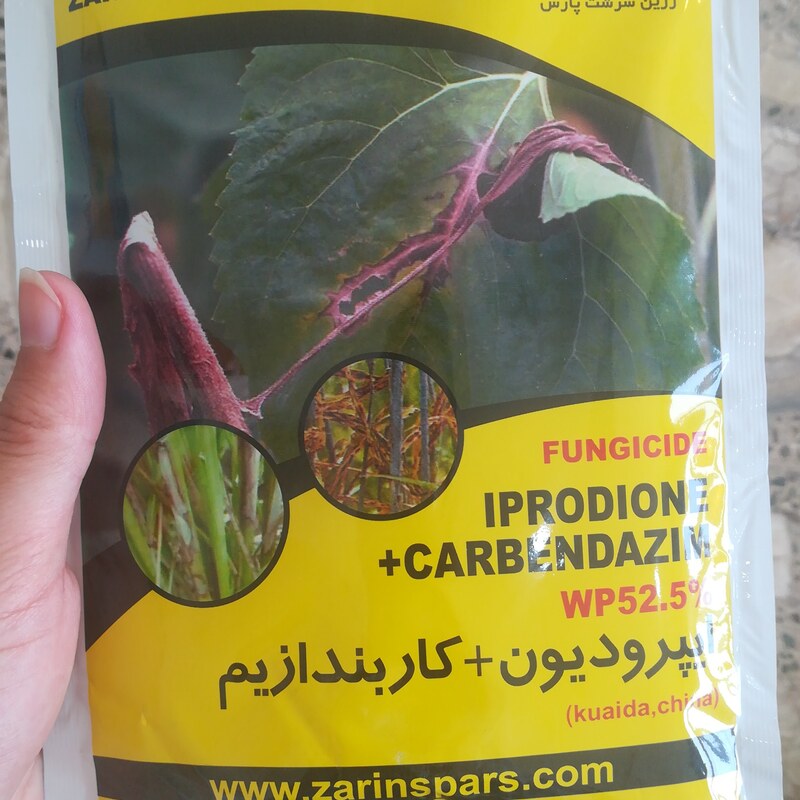 زرین سرشت پارس
FUNGICIDE
IPRODIONE
+CARBENDAZIM
WP52.5%
ایپرودیون+کاربندازیم
(kuaida,china)
www.zarinspars.com